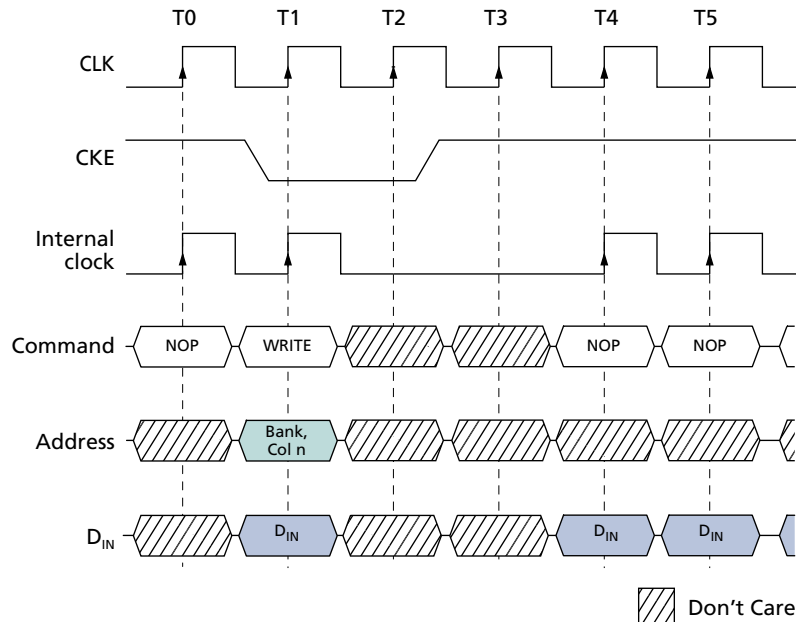 T0 T1 T2 T3 T4 T5
CLK
CKE
Internal
clock
Command NOP WRITE NOP NOP
Address Bank,
Col n
DIN DIN DIN DIN
Don't Care